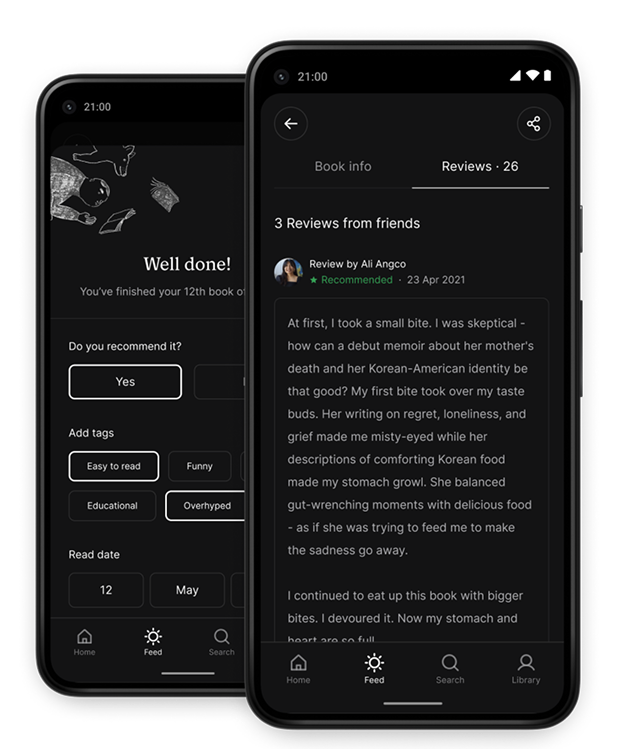 21:00
Well done!
You've finished your 12th book of
Do you recommend it?
Yes
Add tags
Easy to read
Funny
Educational
Overhyped
Read date
12
May
Home
Feed
Search
21:00
Book info
Reviews · 26
3 Reviews from friends
Review by Ali Angco
★ Recommended · 23 Apr 2021
At first, I took a small bite. I was skeptical -
how can a debut memoir about her mother's
death and her Korean-American identity be
that good? My first bite took over my taste
buds. Her writing on regret, loneliness, and
grief made me misty-eyed while her
descriptions of comforting Korean food
made my stomach growl. She balanced
gut-wrenching moments with delicious food
- as if she was trying to feed me to make
the sadness go away.
I continued to eat up this book with bigger
bites. I devoured it. Now my stomach and
heart are so full
Home
Feed
Search
Library